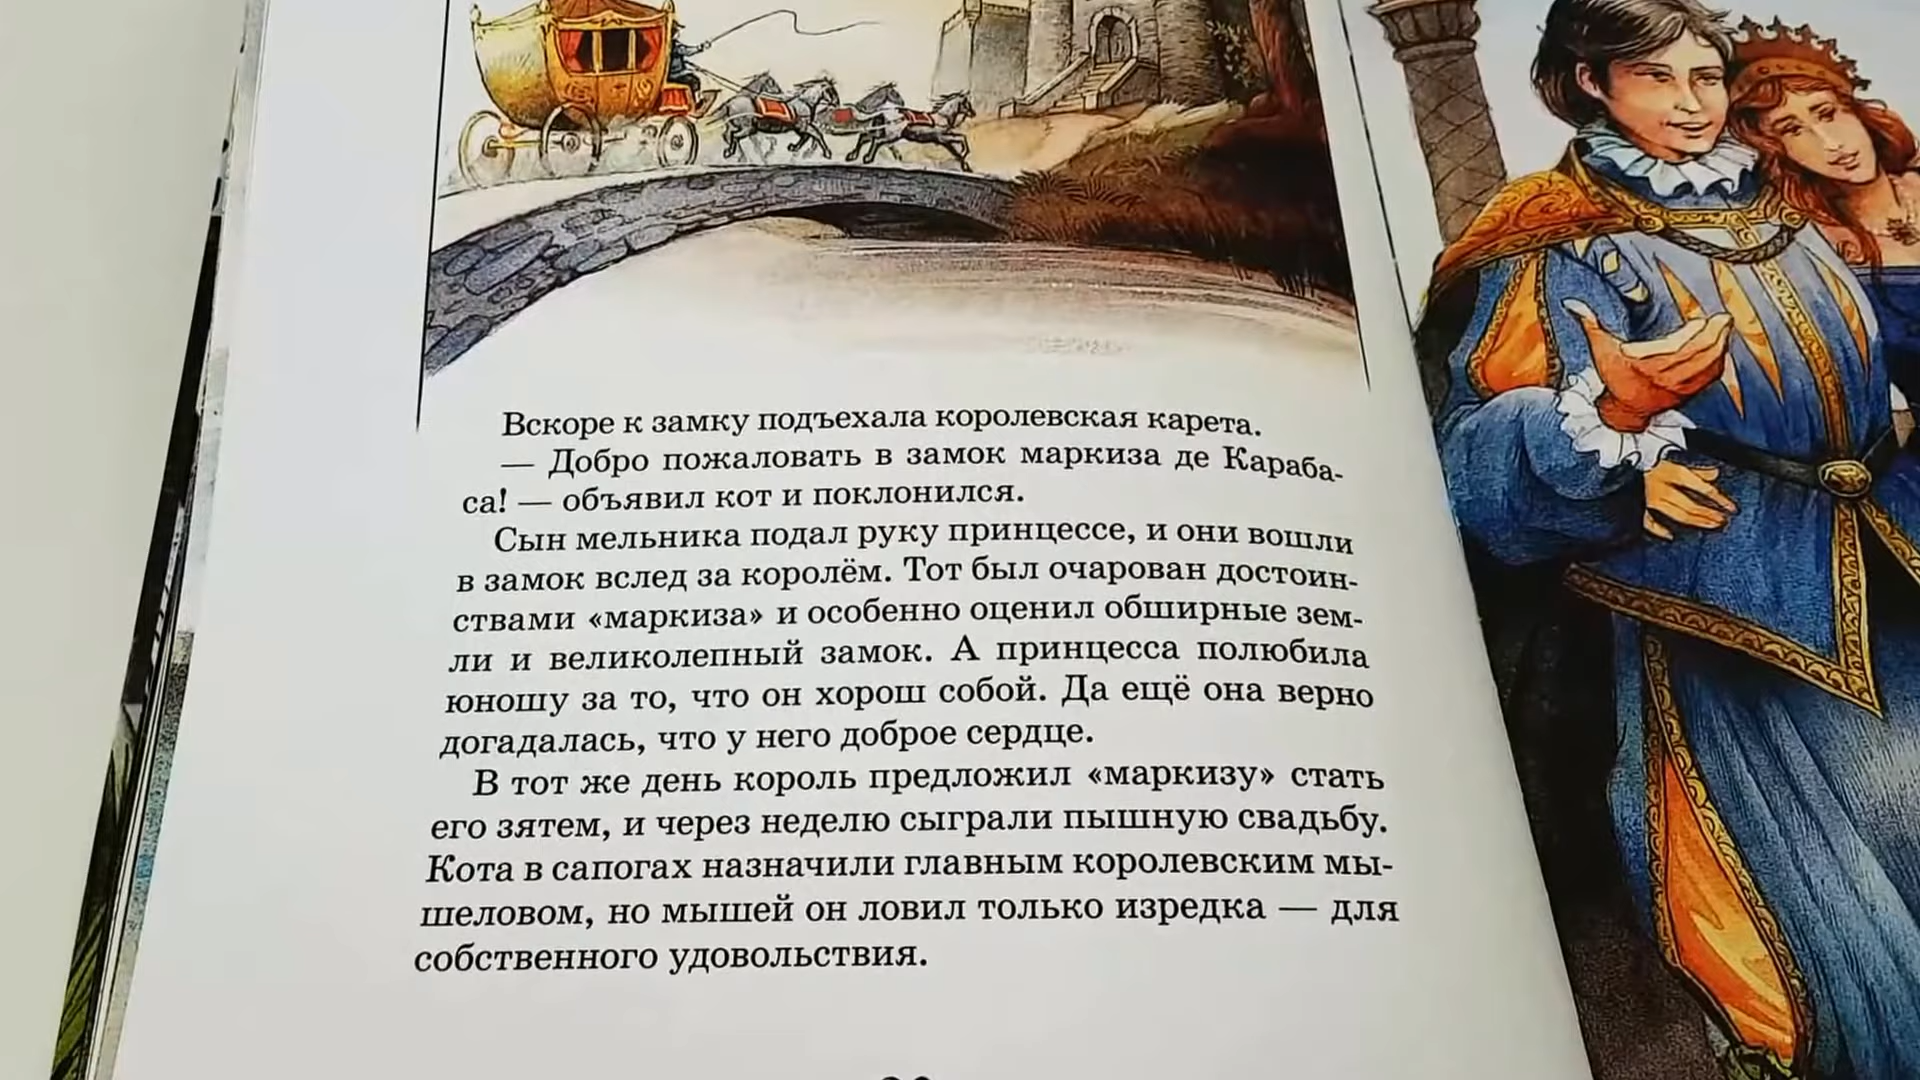 Вскоре к замку подъехала королевская карета.
— Добро пожаловать в замок маркиза де Караба-
са! — объявил кот и поклонился.
Сын мельника подал руку принцессе, и они вошли
в замок вслед за королём. Тот был очарован достоин-
ствами «маркиза» и особенно оценил обширные зем-
ли и великолепный замок. А принцесса полюбила
юношу за то, что он хорош собой. Да ещё она верно
догадалась, что у него доброе сердце.
В тот же день король предложил «маркизу» стать
его зятем, и через неделю сыграли пышную свадьбу.
Кота в сапогах назначили главным королевским мы-
шеловом, но мышей он ловил только изредка — для
собственного удовольствия.